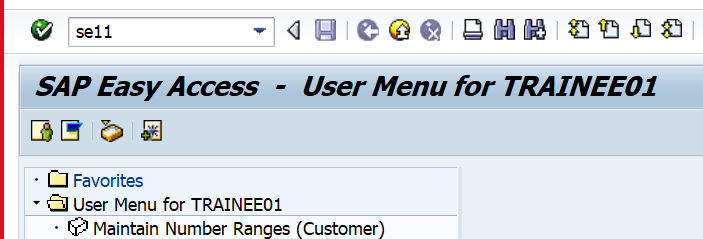 se11
SAP Easy Access - User Menu for TRAINEE01
Favorites
User Menu for TRAINEE01
Maintain Number Ranges (Customer)